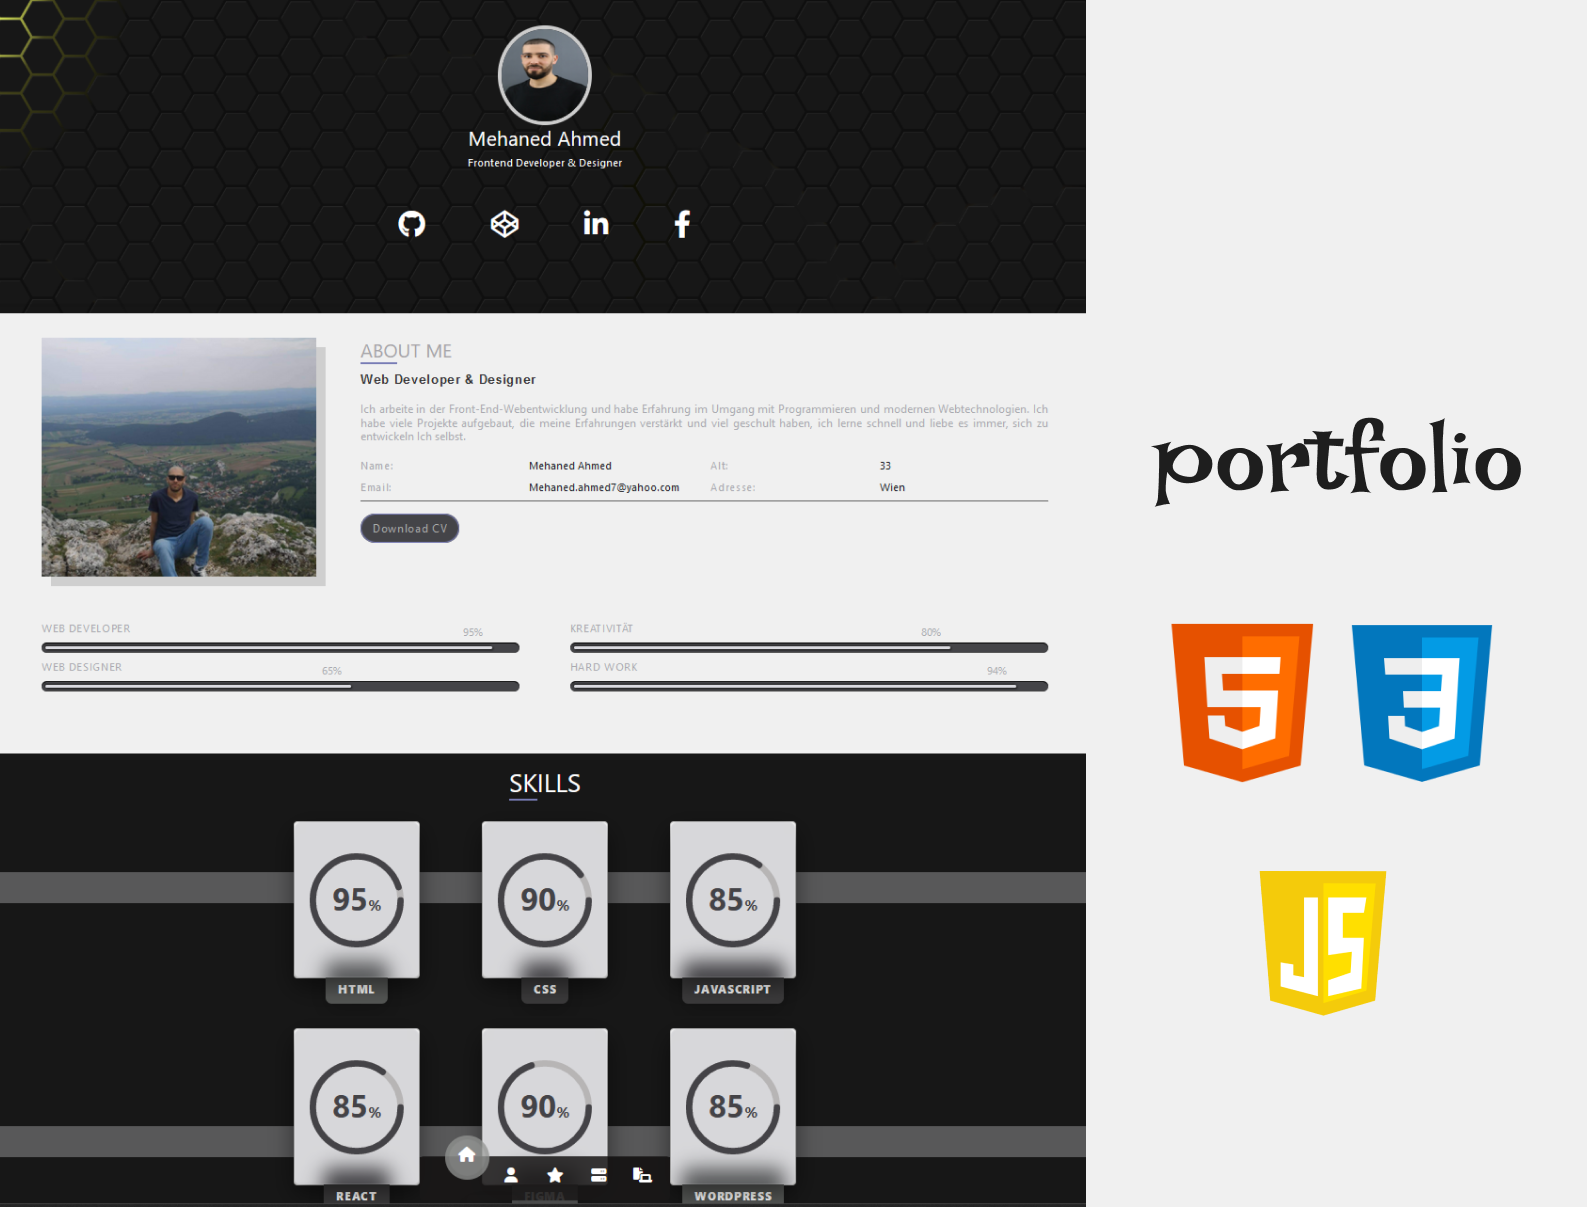 Mehaned Ahmed
Frontend Developer & Designer
ABOUT ME
Web Developer & Designer
Ich arbeite in der Front-End-Webentwicklung und habe Erfahrung im Umgang mit Programmieren und modernen Webtechnologien. Ich
habe viele Projekte aufgebaut, die meine Erfahrungen verstärkt und viel geschult haben, ich lerne schnell und liebe es immer, sich zu
entwickeln Ich selbst.
Name: Mehaned Ahmed Alt: 33
Email: Mehaned.ahmed7@yahoo.com Adresse: Wien
Download CV
WEB DEVELOPER 95%
KREATIVITÄT 80%
WEB DESIGNER 65%
HARD WORK 94%
SKILLS
95% 90% 85%
HTML CSS JAVASCRIPT
85% 90% 85%
REACT FIGMA WORDPRESS
portfolio
5 3
JS